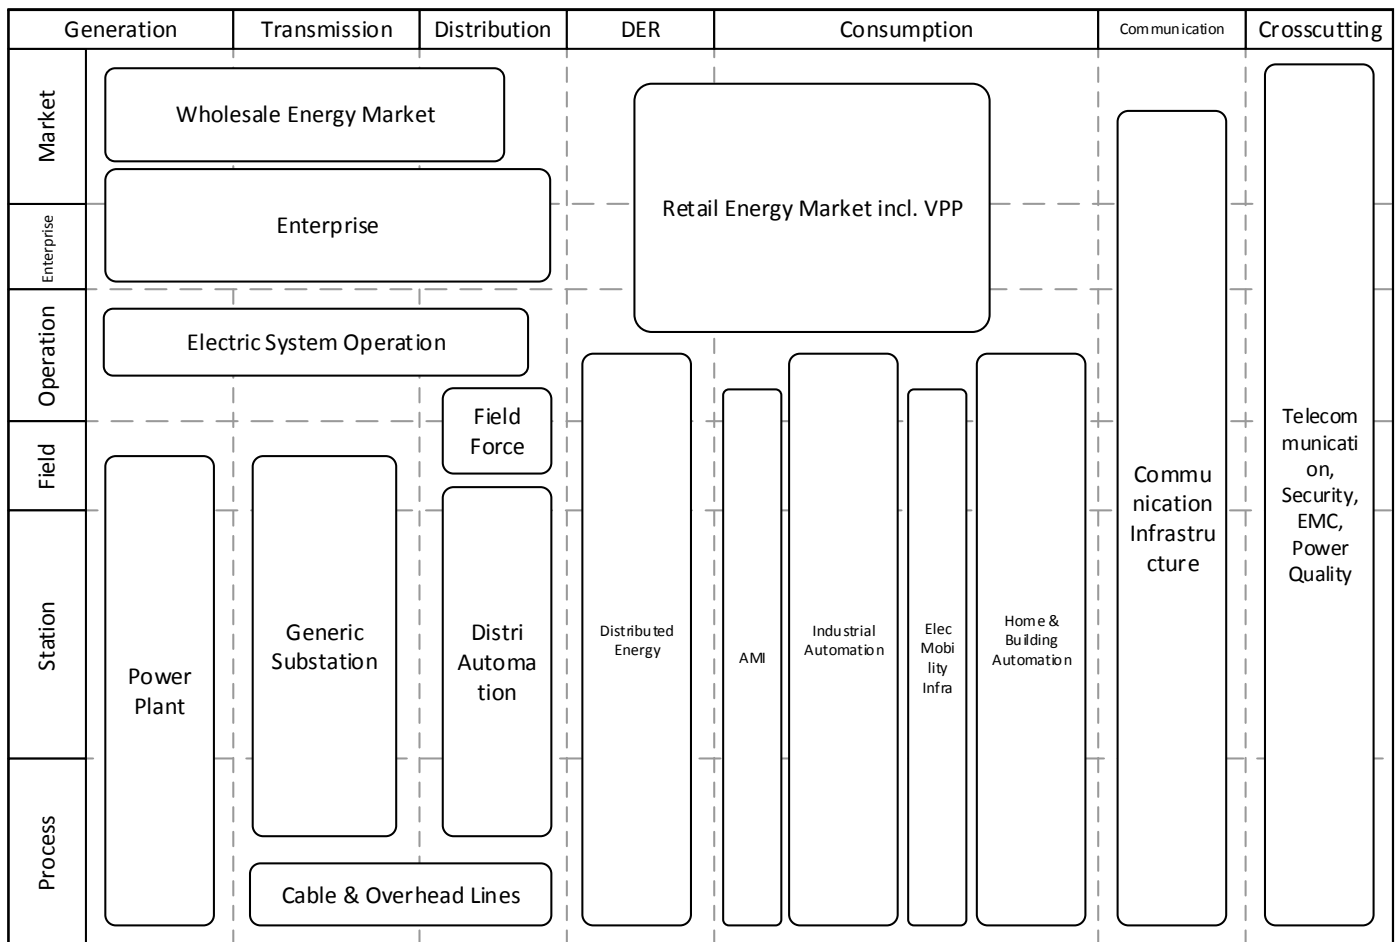 Generation
Transmission
Distribution
DER
Consumption
Communication
Crosscutting
Market
Enterprise
Operation
Field
Station
Process
Wholesale Energy Market
Enterprise
Electric System Operation
Retail Energy Market incl. VPP
Field
Force
Power
Plant
Generic
Substation
Distri
Automa
tion
Cable & Overhead Lines
Distributed
Energy
AMI
Industrial
Automation
Elec
Mobi
lity
Infra
Home &
Building
Automation
Commu
nication
Infrastru
cture
Telecom
municati
on,
Security,
EMC,
Power
Quality